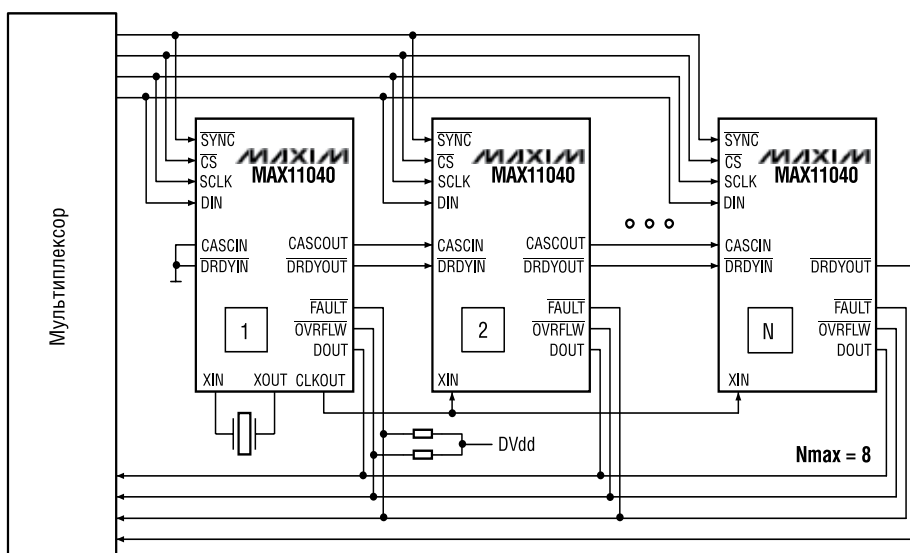 Мультиплексор
SYNC
CS
SCLK
DIN
MAXIM
MAX11040
CASCIN
DRDYIN
CASCOUT
DRDYOUT
FAULT
OVRFLW
DOUT
1
XIN
XOUT
CLKOUT
SYNC
CS
SCLK
DIN
MAXIM
MAX11040
CASCIN
DRDYIN
CASCOUT
DRDYOUT
FAULT
OVRFLW
DOUT
2
XIN
SYNC
CS
SCLK
DIN
MAXIM
MAX11040
CASCIN
DRDYIN
DRDYOUT
FAULT
OVRFLW
DOUT
N
XIN
DVdd
Nmax = 8